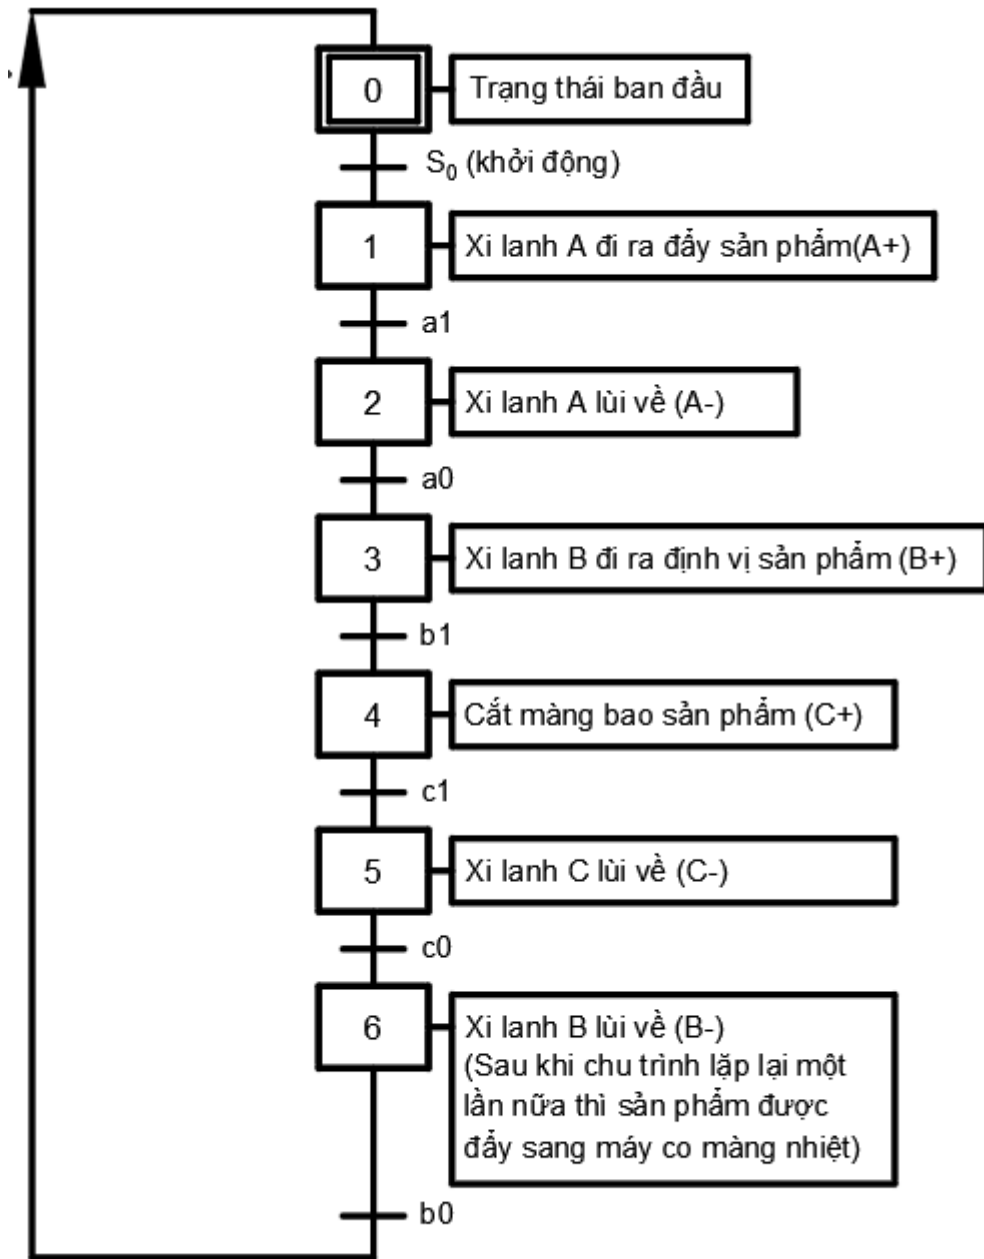 0
Trạng thái ban đầu
S0 (khởi động)
1
Xi lanh A đi ra đẩy sản phẩm(A+)
a1
2
Xi lanh A lùi về (A-)
a0
3
Xi lanh B đi ra định vị sản phẩm (B+)
b1
4
Cắt màng bao sản phẩm (C+)
c1
5
Xi lanh C lùi về (C-)
c0
6
Xi lanh B lùi về (B-)
(Sau khi chu trình lặp lại một
lần nữa thì sản phẩm được
đẩy sang máy co màng nhiệt)
b0